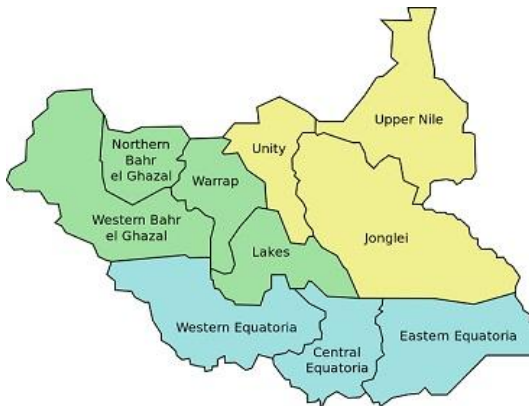 Upper Nile
Northern
Bahr
el Ghazal
Unity
Warrap
Western Bahr
el Ghazal
Jonglei
Lakes
Western Equatoria
Central
Equatoria
Eastern Equatoria